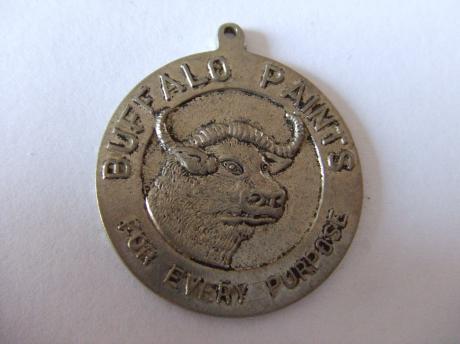 BUFFALO PAINTS
FOR EVERY PURPOSE